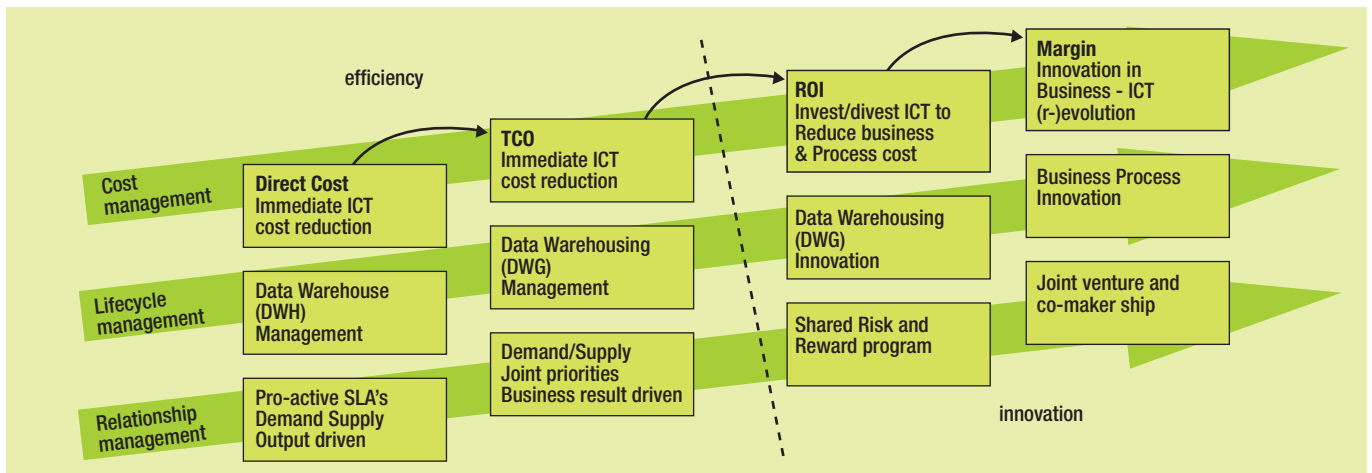 efficiency
Cost
management
Direct Cost
Immediate ICT
cost reduction
TCO
Immediate ICT
cost reduction
ROI
Invest/divest ICT to
Reduce business
& Process cost
Margin
Innovation in
Business - ICT
(r-)evolution
Lifecycle
management
Data Warehouse
(DWH)
Management
Data Warehousing
(DWG)
Management
Data Warehousing
(DWG)
Innovation
Business Process
Innovation
Relationship
management
Pro-active SLA's
Demand Supply
Output driven
Demand/Supply
Joint priorities
Business result driven
Shared Risk and
Reward program
Joint venture and
co-maker ship
innovation